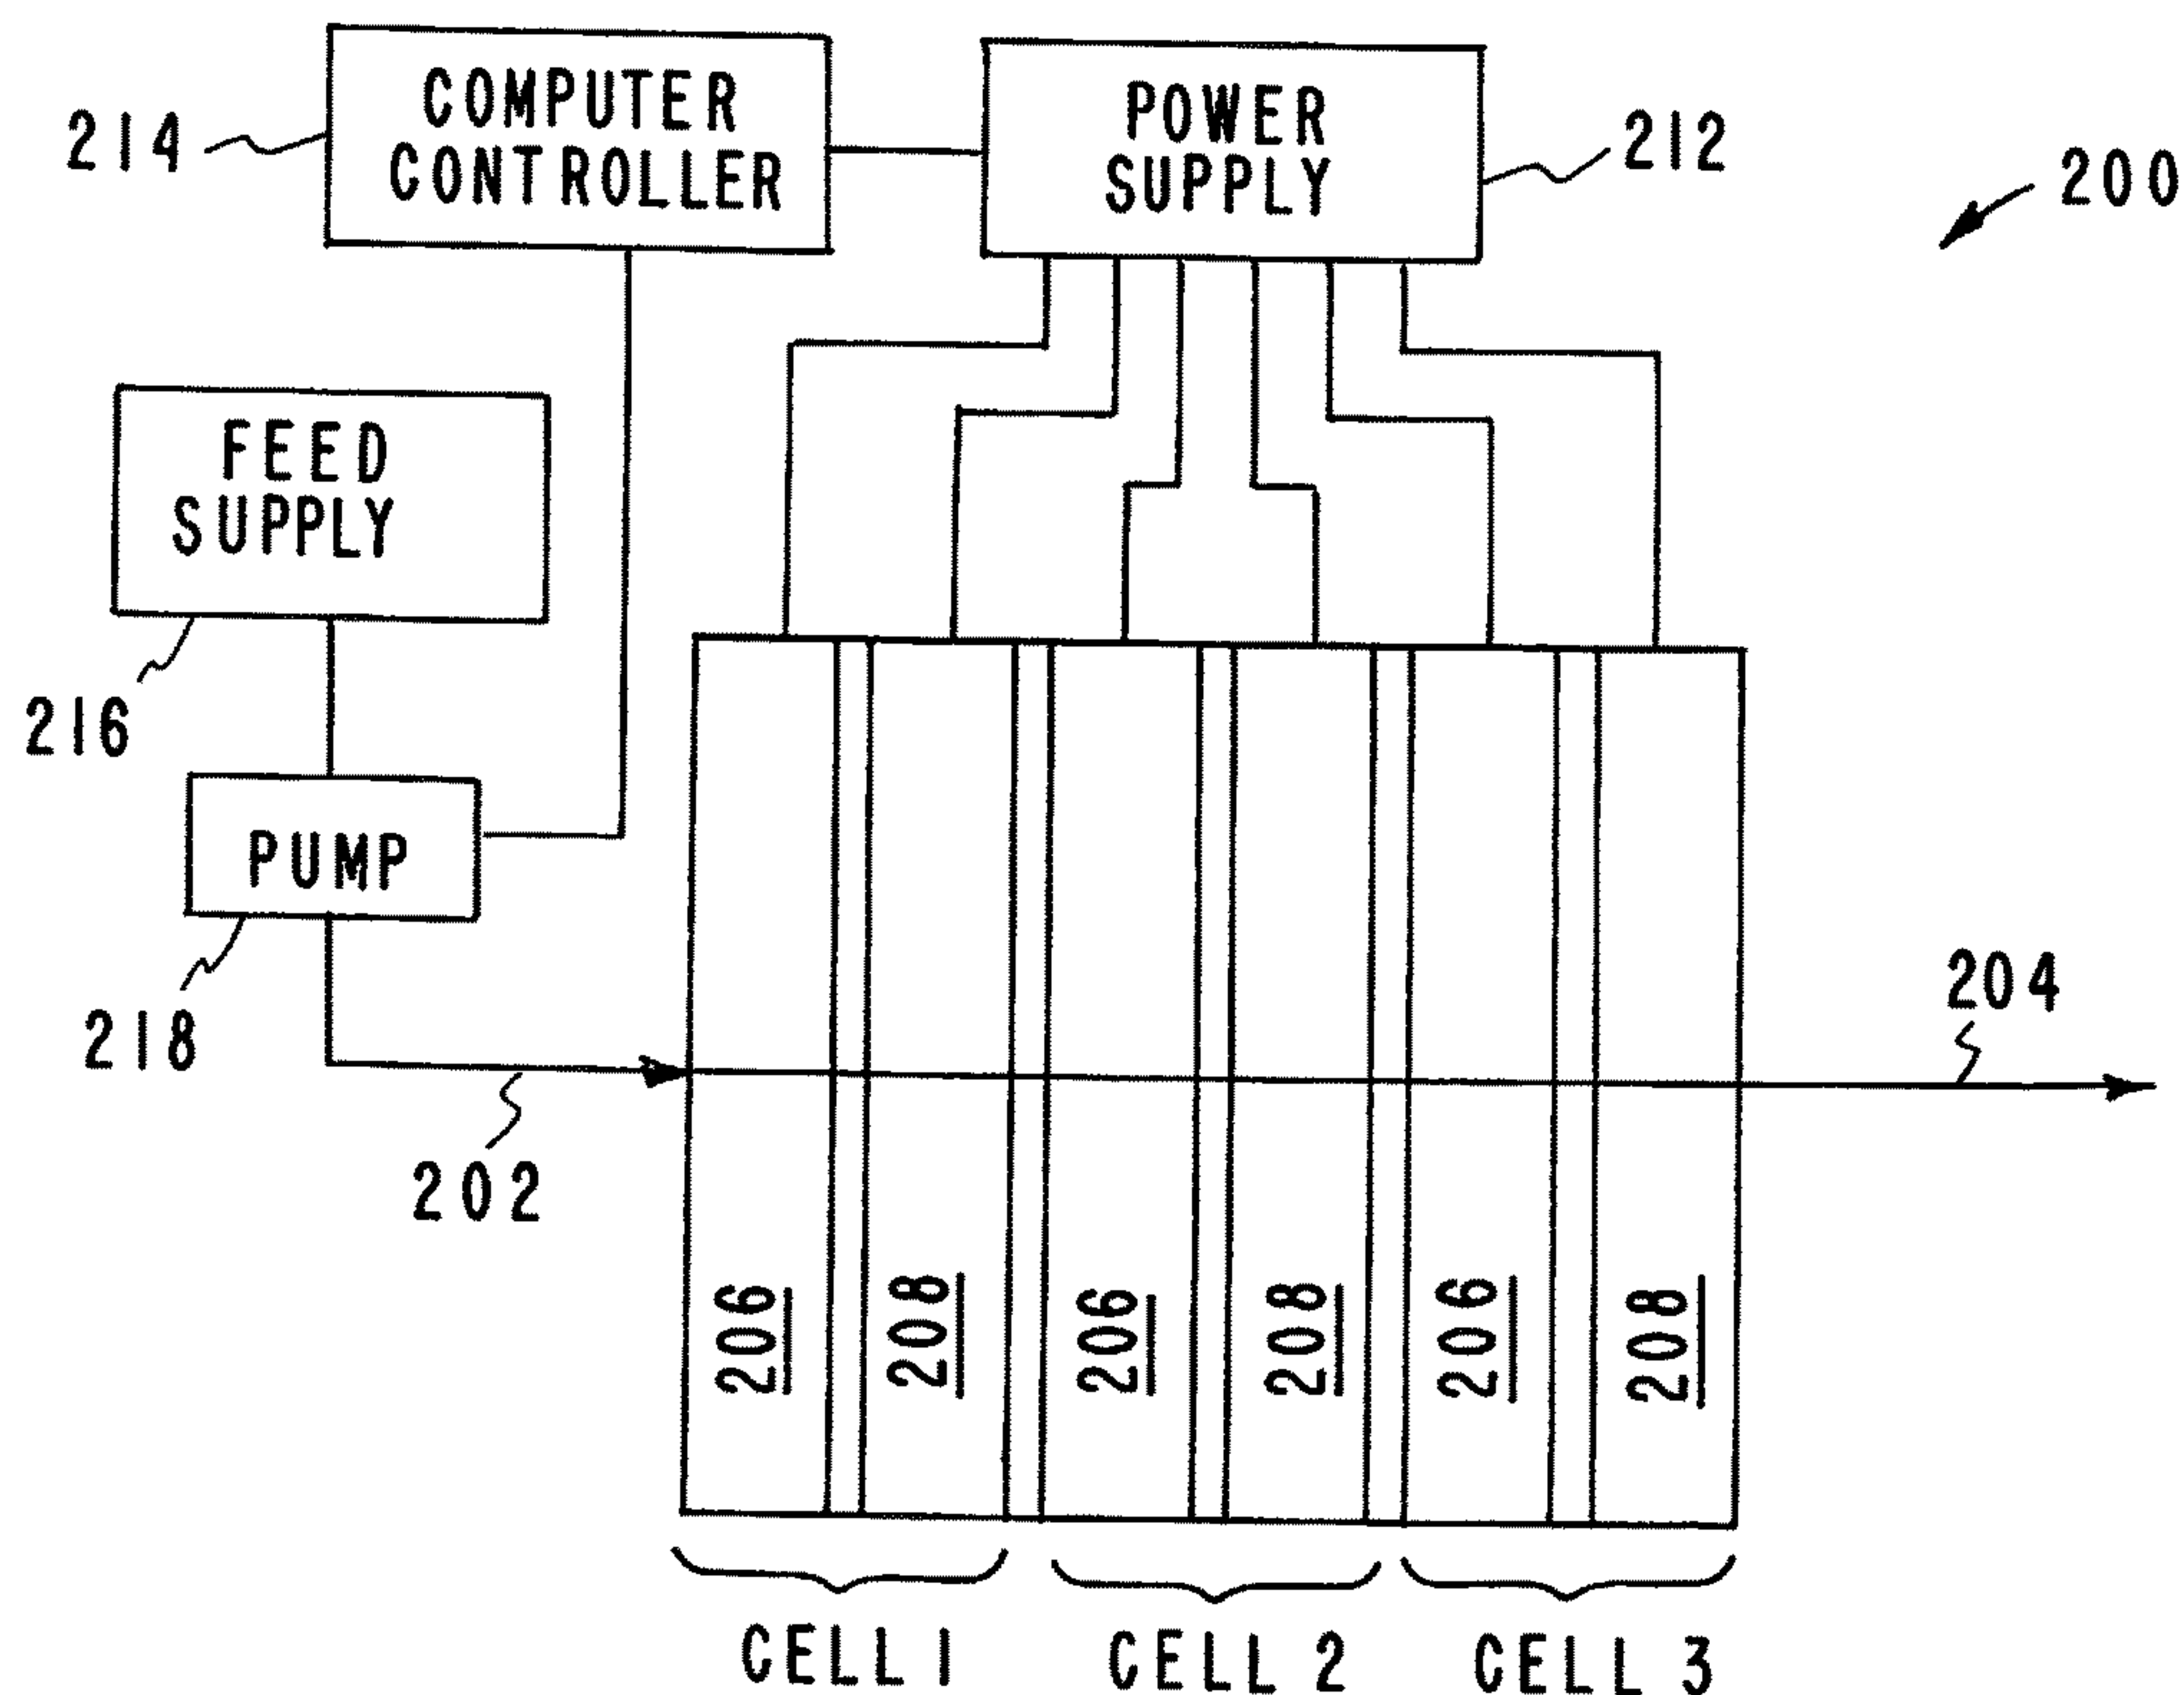 COMPUTER
CONTROLLER
214
POWER
SUPPLY
212
200
FEED
SUPPLY
216
PUMP
218
202
204
206
208
206
208
206
208
CELL 1
CELL 2
CELL 3